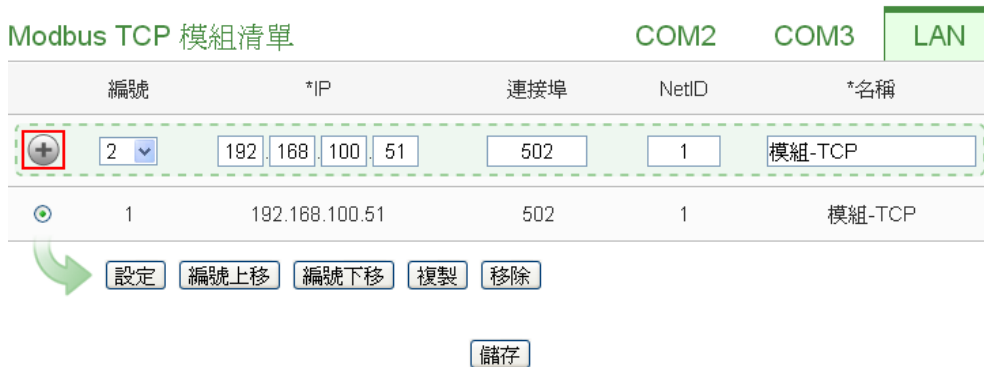 Modbus TCP 模組清單 COM2 COM3 LAN
編號 *IP 連接埠 NetID *名稱
2 192 . 168 . 100 . 51 502 1 模組-TCP
1 192.168.100.51 502 1 模組-TCP
設定 編號上移 編號下移 複製 移除
儲存